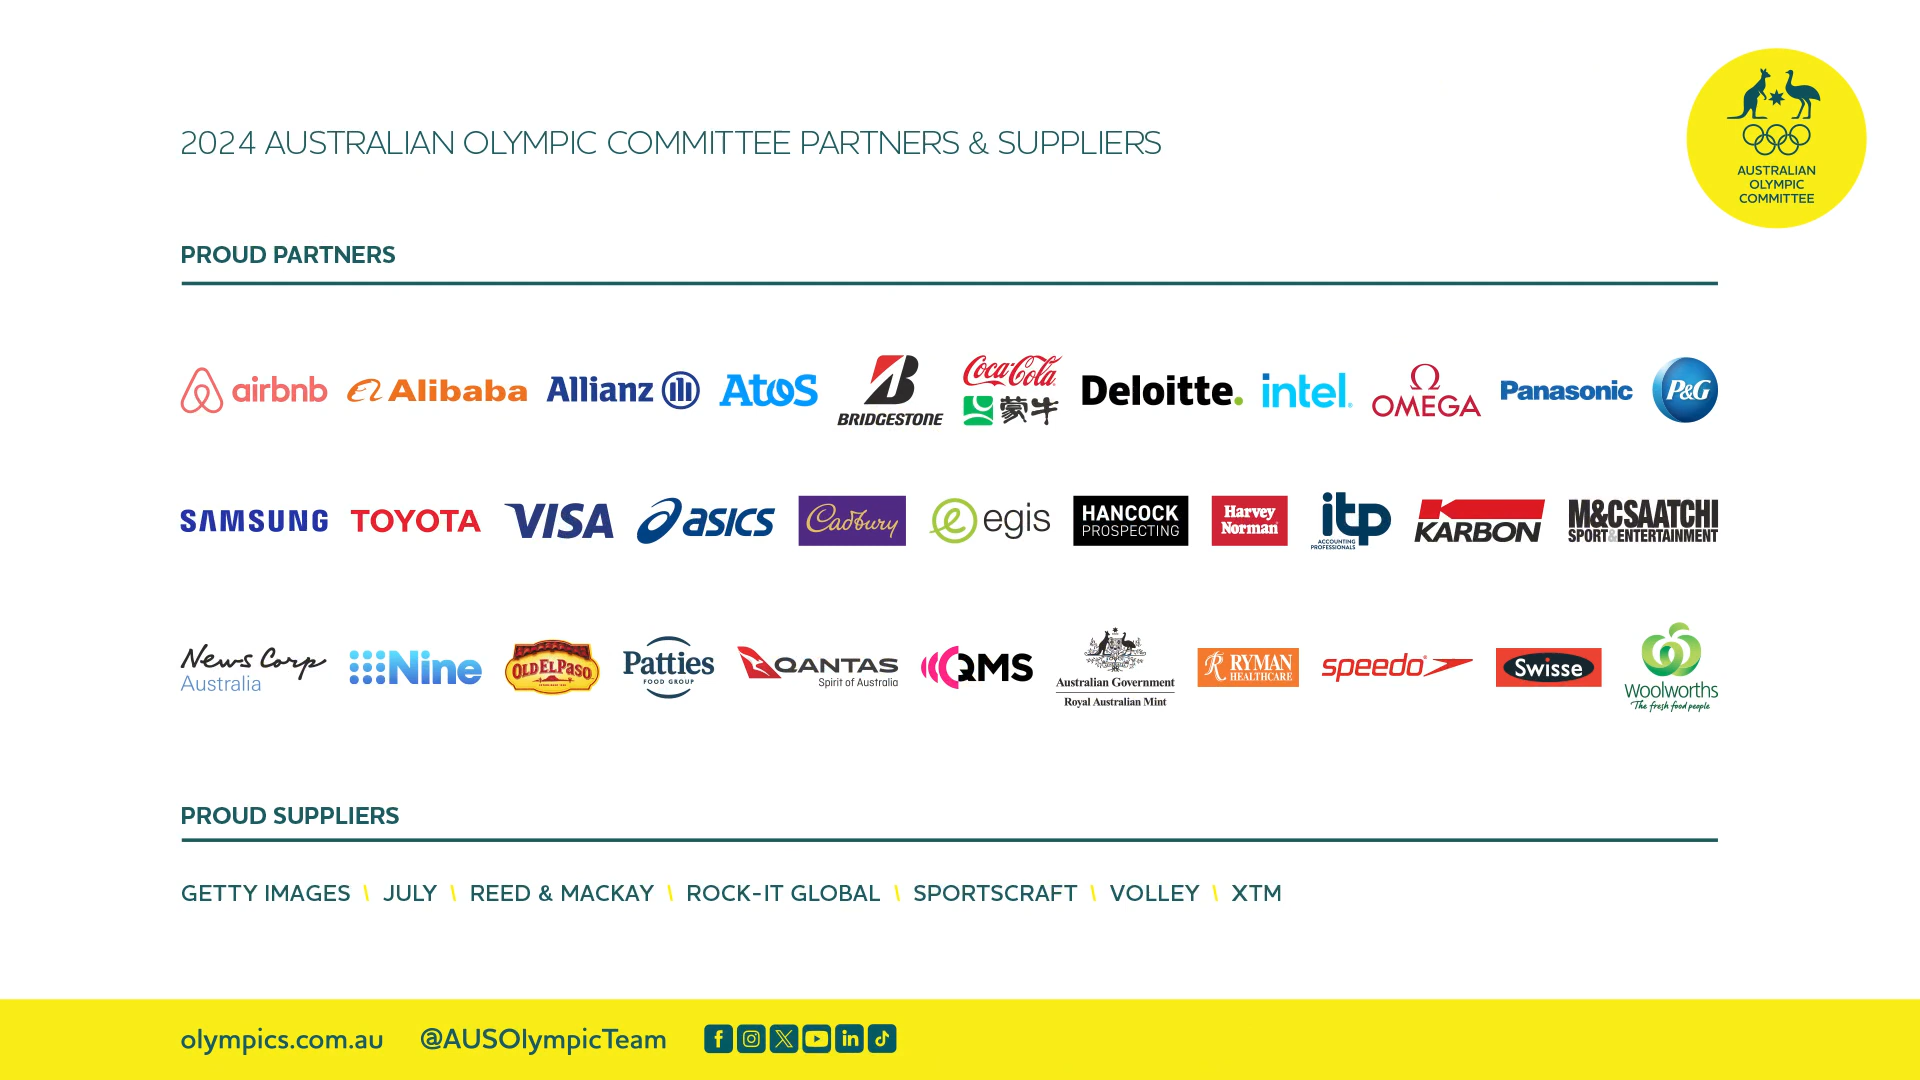 2024 AUSTRALIAN OLYMPIC COMMITTEE PARTNERS & SUPPLIERS
AUSTRALIAN
OLYMPIC
COMMITTEE
PROUD PARTNERS
airbnb
Alibaba
Allianz
Atos
BRIDGESTONE
Coca-Cola
蒙牛
Deloitte.
intel.
OMEGA
Panasonic
P&G
SAMSUNG
TOYOTA
VISA
asics
Cadbury
egis
HANCOCK
PROSPECTING
Harvey
Norman
itp
ACCOUNTING
PROFESSIONALS
KARBON
M&CSAATCHI
SPORT&ENTERTAINMENT
News Corp
Australia
Nine
OLD EL PASO
Patties
FOOD GROUP
QANTAS
Spirit of Australia
QMS
Australian Government
Royal Australian Mint
RYMAN
HEALTHCARE
speedo
Swisse
Woolworths
The fresh food people
PROUD SUPPLIERS
GETTY IMAGES \ JULY \ REED & MACKAY \ ROCK-IT GLOBAL \ SPORTSCRAFT \ VOLLEY \ XTM
olympics.com.au @AUSOlympicTeam